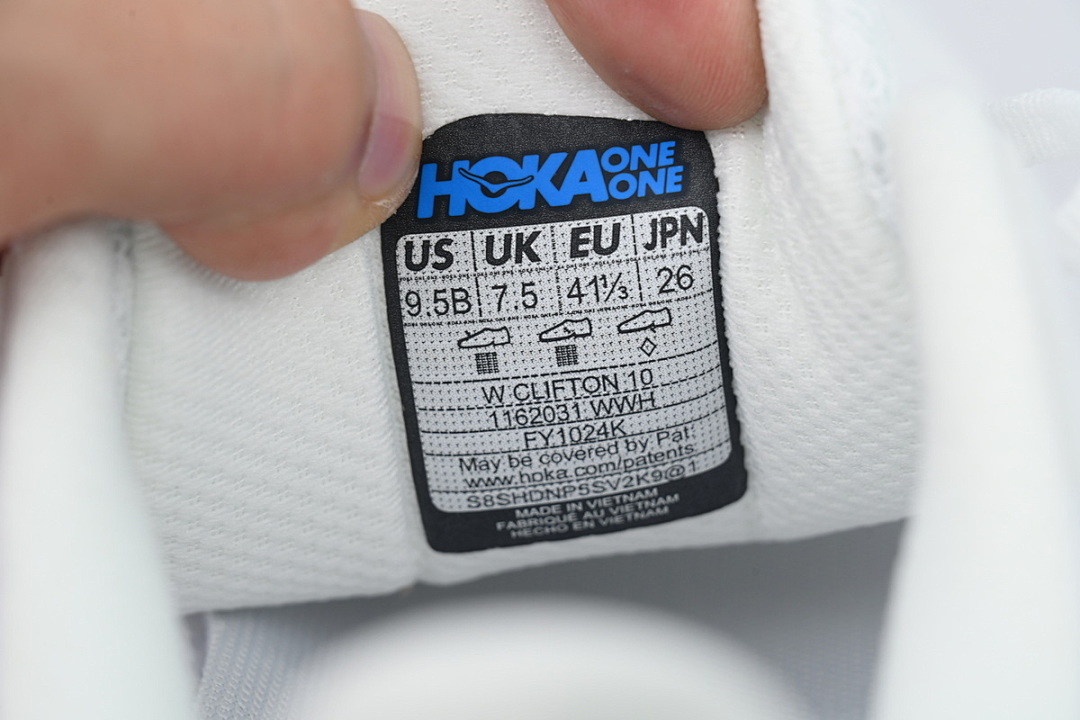 HOKA ONE ONE
US UK EU JPN
9.5B 7.5 41⅓ 26
W CLIFTON 10
1162031 WWH
FY1024K
May be covered by Pat:
www.hoka.com/patents
S8SHDNP5SV2K9@1
MADE IN VIETNAM
FABRIQUÉ AU VIETNAM
HECHO EN VIETNAM